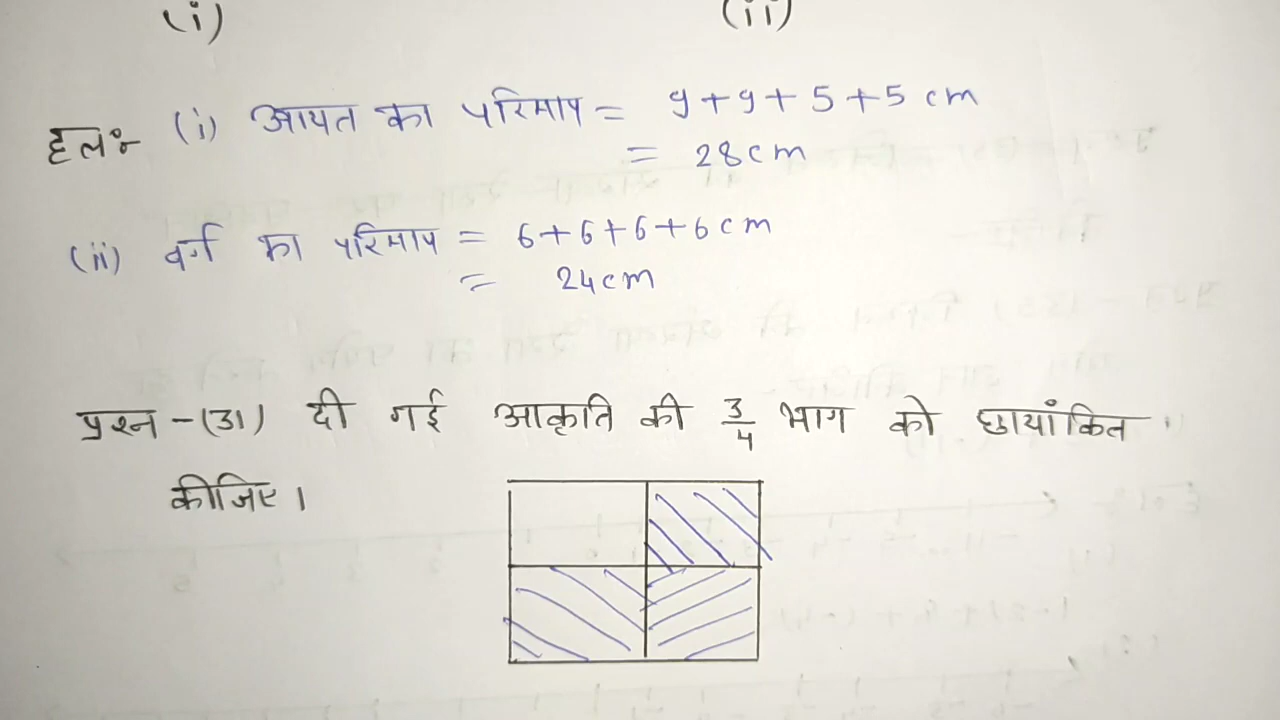 (i) (ii)
हल:- (i) आयत का परिमाप = 9+9+5+5 cm
= 28cm
(ii) वर्ग का परिमाप = 6+6+6+6cm
= 24cm
प्रश्न -(31) दी गई आकृति की 3/4 भाग को छायांकित
कीजिए।